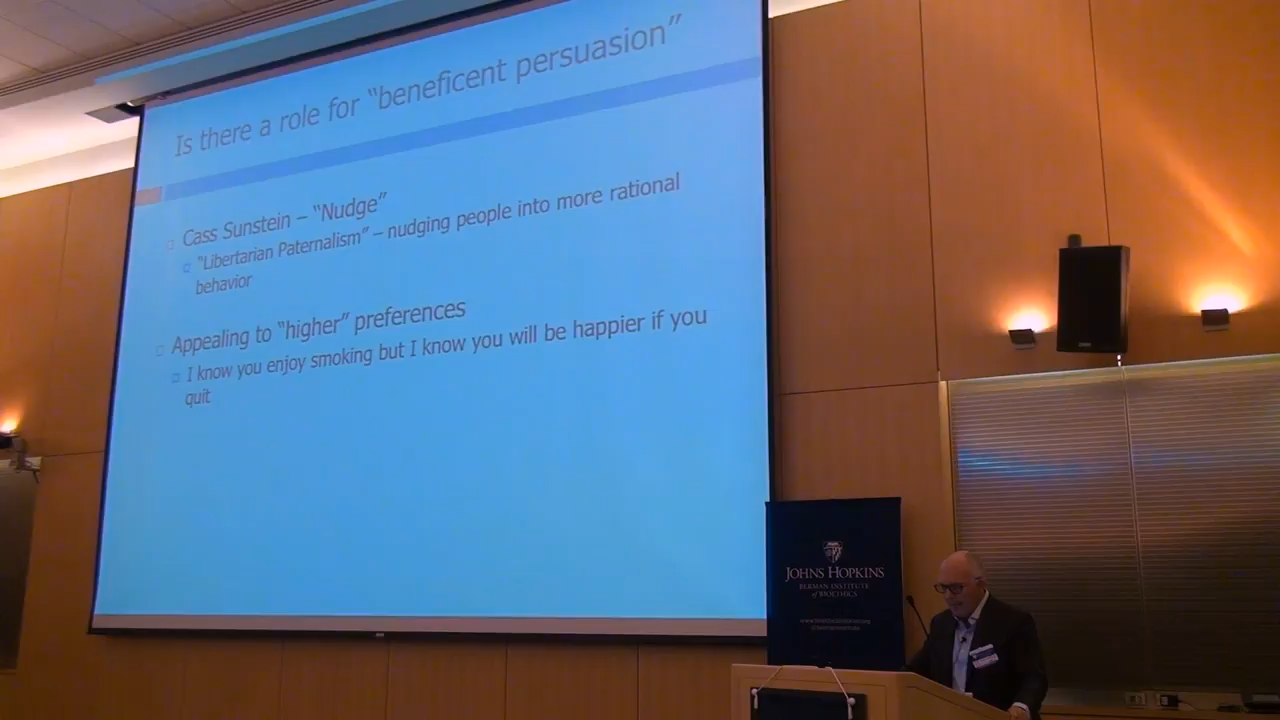 Is there a role for “beneficent persuasion”
Cass Sunstein – “Nudge”
“Libertarian Paternalism” – nudging people into more rational
behavior
Appealing to “higher” preferences
I know you enjoy smoking but I know you will be happier if you
quit
JOHNS HOPKINS
BERMAN INSTITUTE
of BIOETHICS